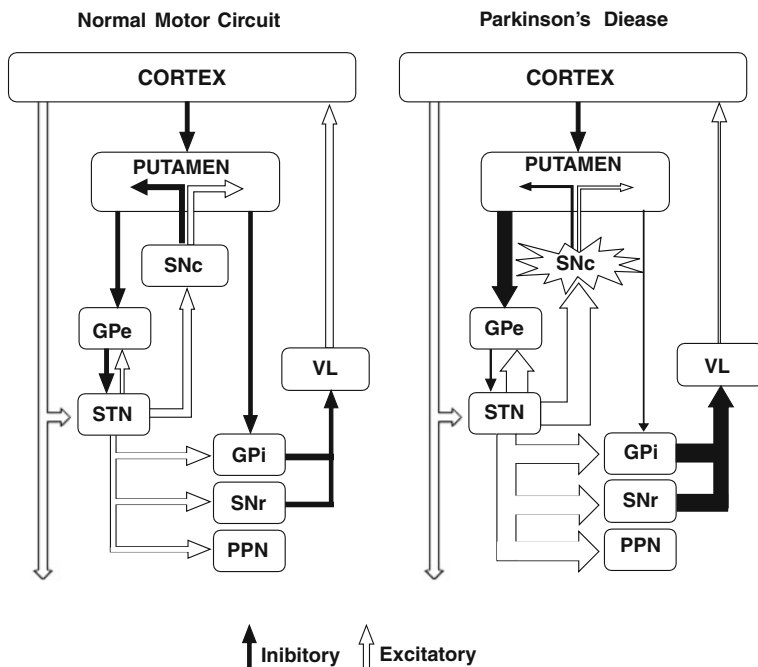 Normal Motor Circuit
CORTEX
PUTAMEN
SNc
GPe
VL
STN
GPi
SNr
PPN
Parkinson's Diease
CORTEX
PUTAMEN
SNc
GPe
VL
STN
GPi
SNr
PPN
Inibitory
Excitatory